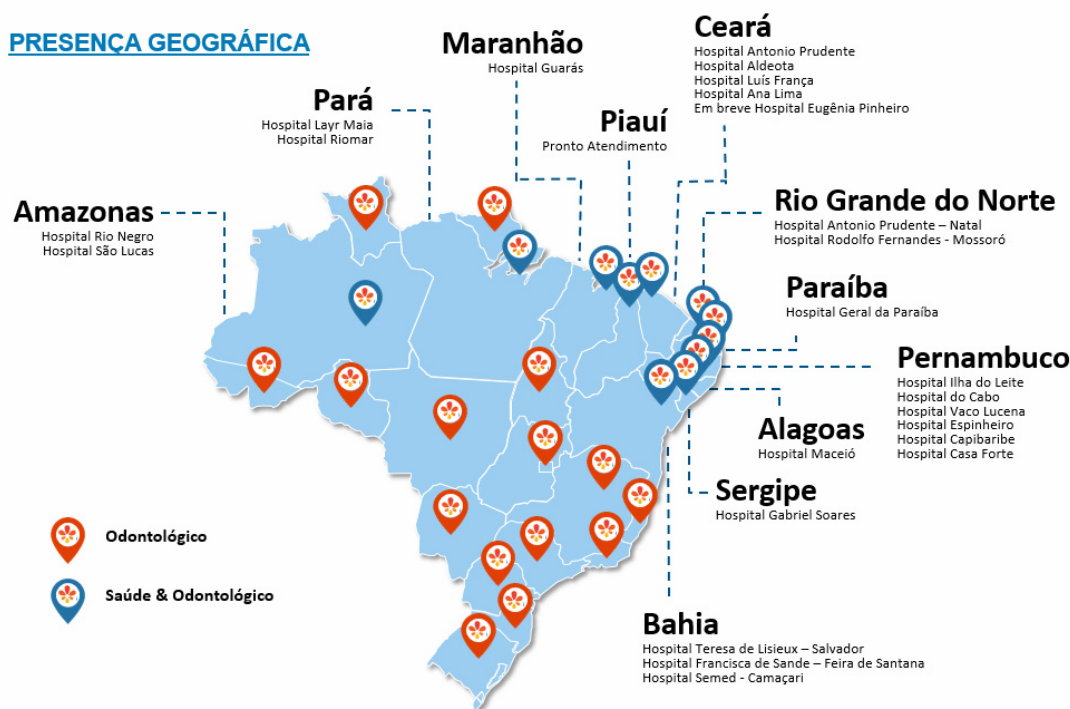 PRESENÇA GEOGRÁFICA
Maranhão
Hospital Guarás
Ceará
Hospital Antonio Prudente
Hospital Aldeota
Hospital Luís França
Hospital Ana Lima
Em breve Hospital Eugênia Pinheiro
Pará
Hospital Layr Maia
Hospital Riomar
Piauí
Pronto Atendimento
Amazonas
Hospital Rio Negro
Hospital São Lucas
Rio Grande do Norte
Hospital Antonio Prudente – Natal
Hospital Rodolfo Fernandes - Mossoró
Paraíba
Hospital Geral da Paraíba
Pernambuco
Hospital Ilha do Leite
Hospital do Cabo
Hospital Vaco Lucena
Hospital Espinheiro
Hospital Capibaribe
Hospital Casa Forte
Alagoas
Hospital Maceió
Sergipe
Hospital Gabriel Soares
Odontológico
Saúde & Odontológico
Bahia
Hospital Teresa de Lisieux – Salvador
Hospital Francisca de Sande – Feira de Santana
Hospital Semed - Camaçari